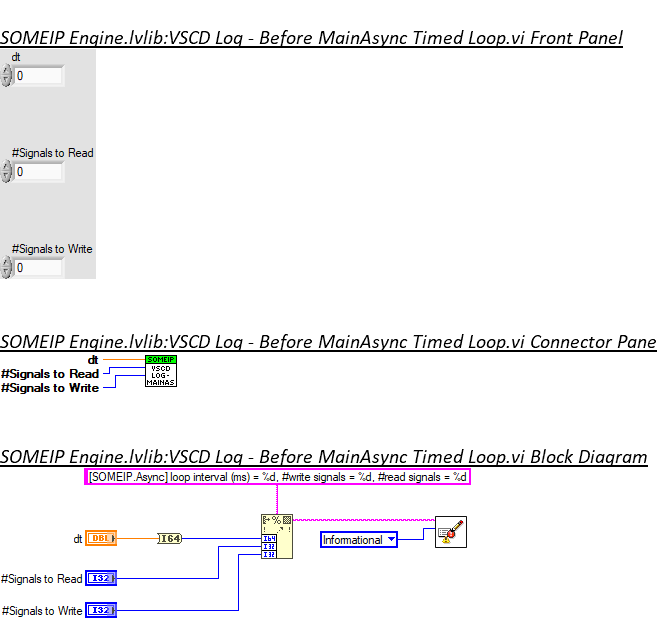 SOMEIP Engine.lvlib:VSCD Log - Before MainAsync Timed Loop.vi Front Panel
dt
0
#Signals to Read
0
#Signals to Write
0
SOMEIP Engine.lvlib:VSCD Log - Before MainAsync Timed Loop.vi Connector Pane
dt
#Signals to Read
#Signals to Write
SOMEIP
VSCD
LOG-
MAINAS
SOMEIP Engine.lvlib:VSCD Log - Before MainAsync Timed Loop.vi Block Diagram
[SOMEIP.Async] loop interval (ms) = %d, #write signals = %d, #read signals = %d
dt
DBL
I64
%
I64
I32
I32
Informational
#Signals to Read
I32
#Signals to Write
I32